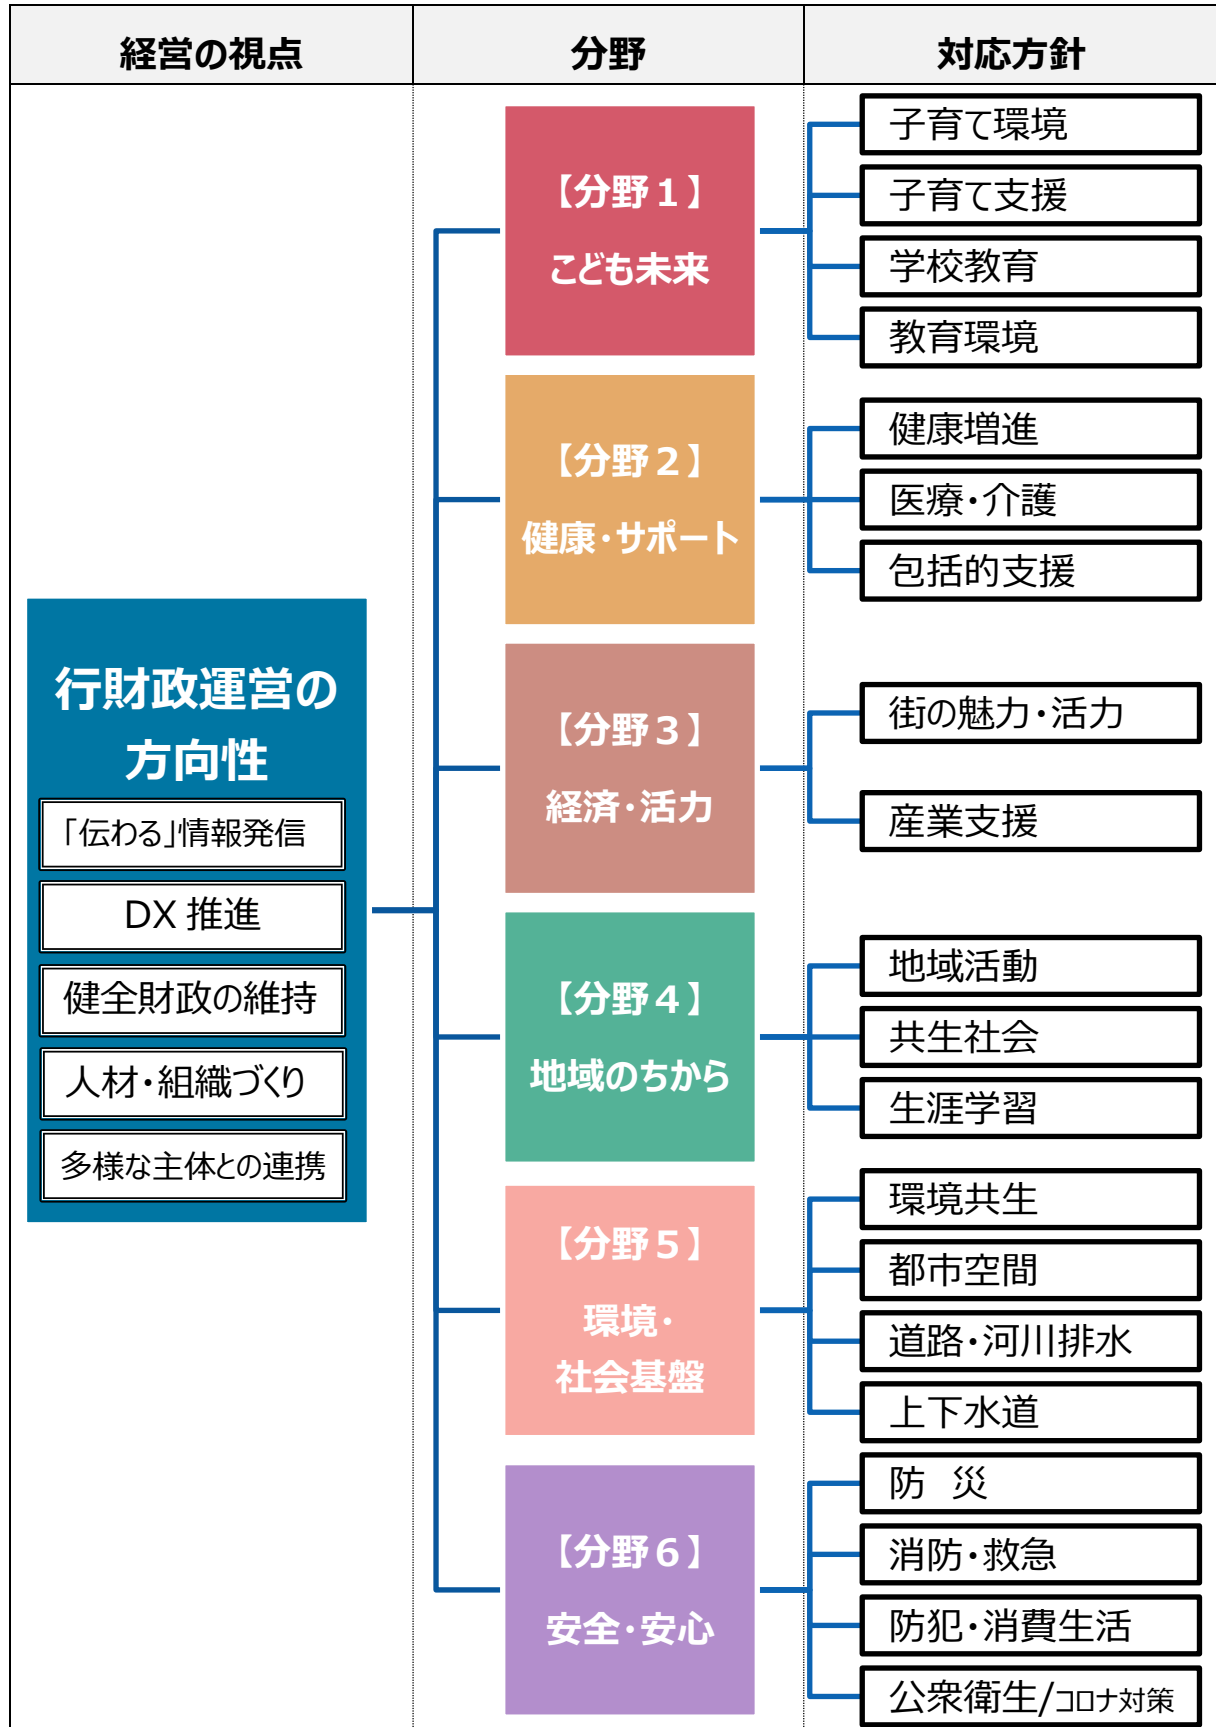 経営の視点
分野
対応方針
行財政運営の
方向性
「伝わる」情報発信
DX 推進
健全財政の維持
人材・組織づくり
多様な主体との連携
【分野１】
こども未来
子育て環境
子育て支援
学校教育
教育環境
【分野２】
健康・サポート
健康増進
医療・介護
包括的支援
【分野３】
経済・活力
街の魅力・活力
産業支援
【分野４】
地域のちから
地域活動
共生社会
生涯学習
【分野５】
環境・
社会基盤
環境共生
都市空間
道路・河川排水
上下水道
【分野６】
安全・安心
防　災
消防・救急
防犯・消費生活
公衆衛生/コロナ対策